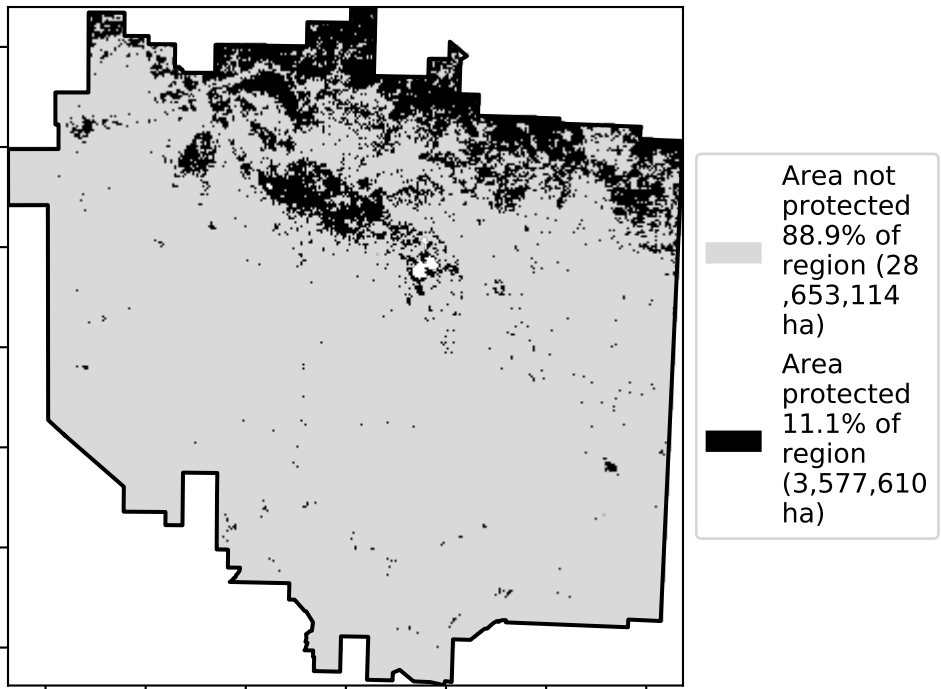 Area not
protected
88.9% of
region (28
,653,114
ha)
Area
protected
11.1% of
region
(3,577,610
ha)